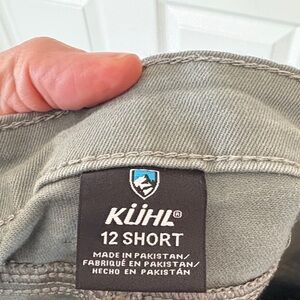 KÜHL®
12 SHORT
MADE IN PAKISTAN/
FABRIQUÉ EN PAKISTAN/
HECHO EN PAKISTÁN